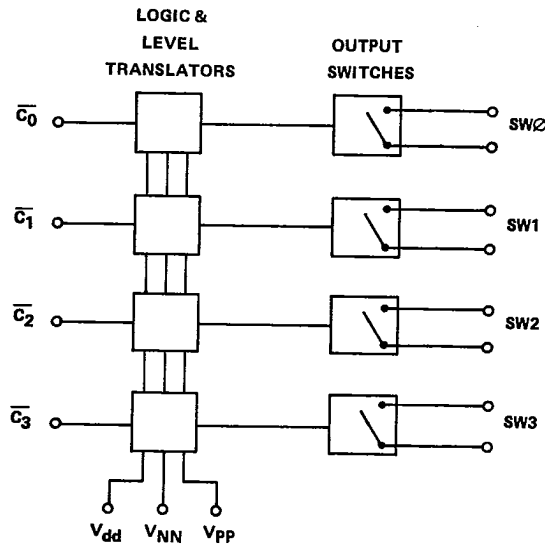 LOGIC &
LEVEL
TRANSLATORS
OUTPUT
SWITCHES
C̅0̅ SWØ
C̅1̅ SW1
C̅2̅ SW2
C̅3̅ SW3
Vdd VNN VPP